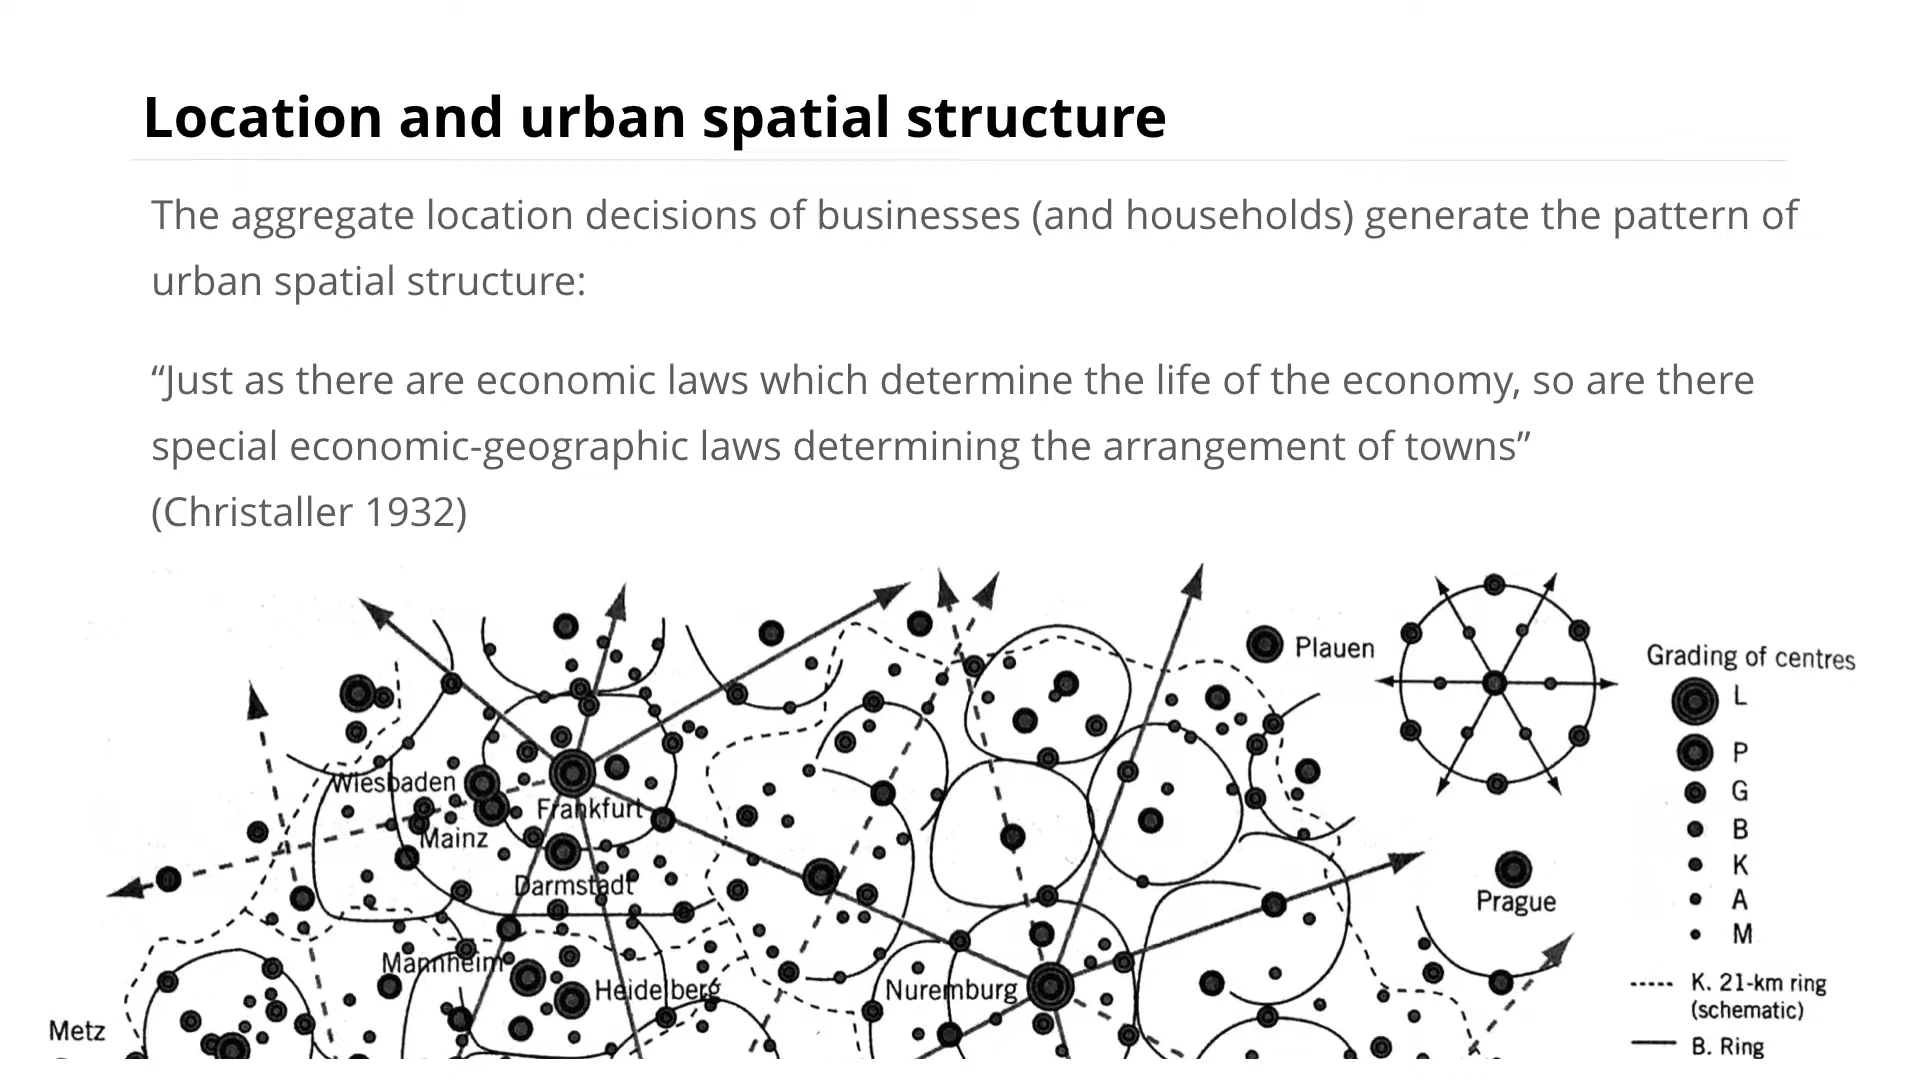 Location and urban spatial structure
The aggregate location decisions of businesses (and households) generate the pattern of
urban spatial structure:
“Just as there are economic laws which determine the life of the economy, so are there
special economic-geographic laws determining the arrangement of towns”
(Christaller 1932)
Plauen
Grading of centres
L
P
G
B
K
A
M
K. 21-km ring
(schematic)
B. Ring
Wiesbaden
Frankfurt
Mainz
Darmstadt
Prague
Mannheim
Heidelberg
Nuremburg
Metz